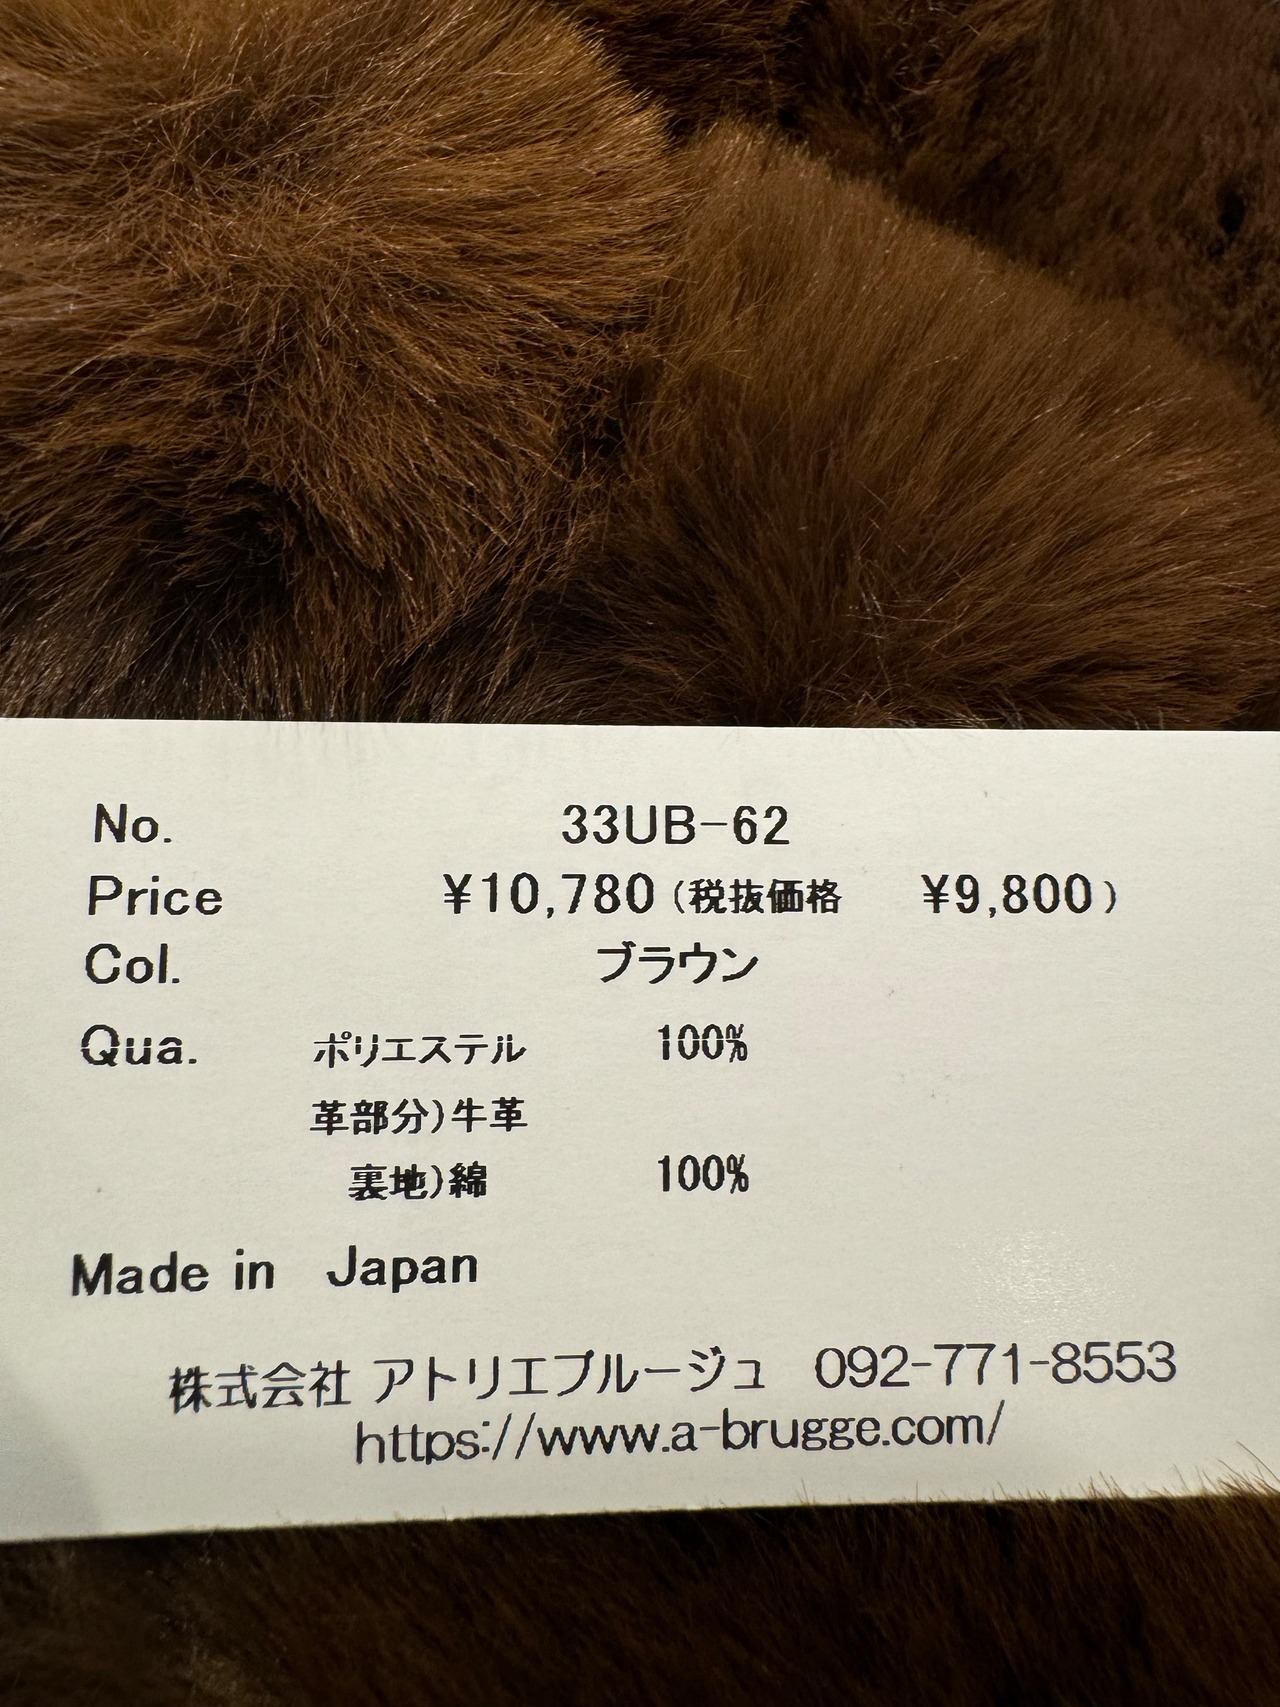 No. 33UB-62
Price ¥10,780(税抜価格 ¥9,800)
Col. ブラウン
Qua. ポリエステル 100%
革部分)牛革
裏地)綿 100%
Made in Japan
株式会社 アトリエブルージュ 092-771-8553
https://www.a-brugge.com/